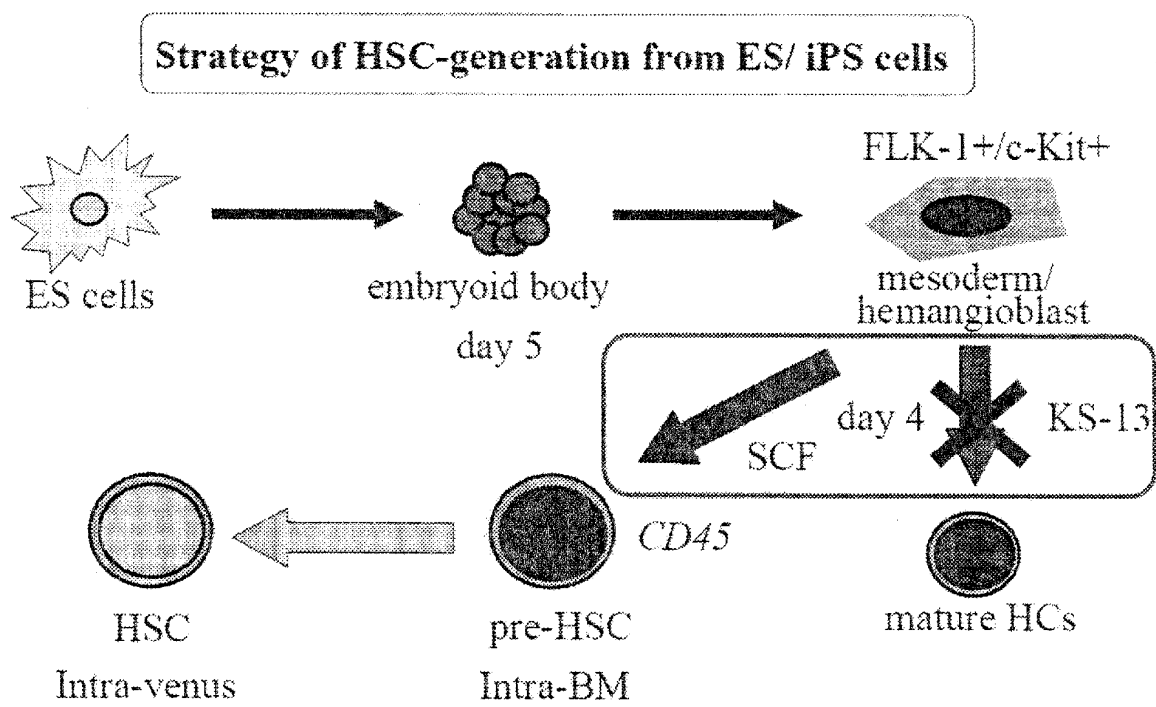 Strategy of HSC-generation from ES/ iPS cells
FLK-1+/c-Kit+
ES cells
embryoid body
day 5
mesoderm/
hemangioblast
SCF
day 4
KS-13
CD45
HSC
Intra-venus
pre-HSC
Intra-BM
mature HCs